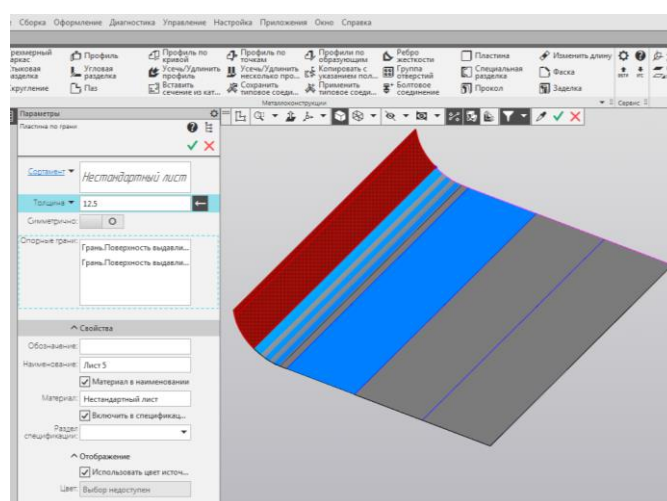 Сборка Оформление Диагностика Управление Настройка Приложения Окно Справка
Профиль
Профиль по кривой
Профиль по точкам
Профили по образующим
Ребро жесткости
Пластина
Изменить длину
Угловая разделка
Усечь/Удлинить профиль
Усечь/Удлинить несколько про...
Копировать с указанием пол...
Группа отверстий
Специальная разделка
Фаска
Паз
Вставить сечение из кат...
Сохранить типовое соеди...
Применить типовое соеди...
Болтовое соединение
Прокол
Заделка
Металлоконструкции
Сервис
Параметры
Пластина по грани
Сортамент
Нестандартный лист
Толщина
12.5
Симметрично:
Опорные грани:
Грань.Поверхность выдавли...
Грань.Поверхность выдавли...
Свойства
Обозначение:
Наименование:
Лист 5
Материал в наименовании
Материал:
Нестандартный лист
Включить в спецификац...
Раздел
спецификации:
Отображение
Использовать цвет источ...
Цвет:
Выбор недоступен